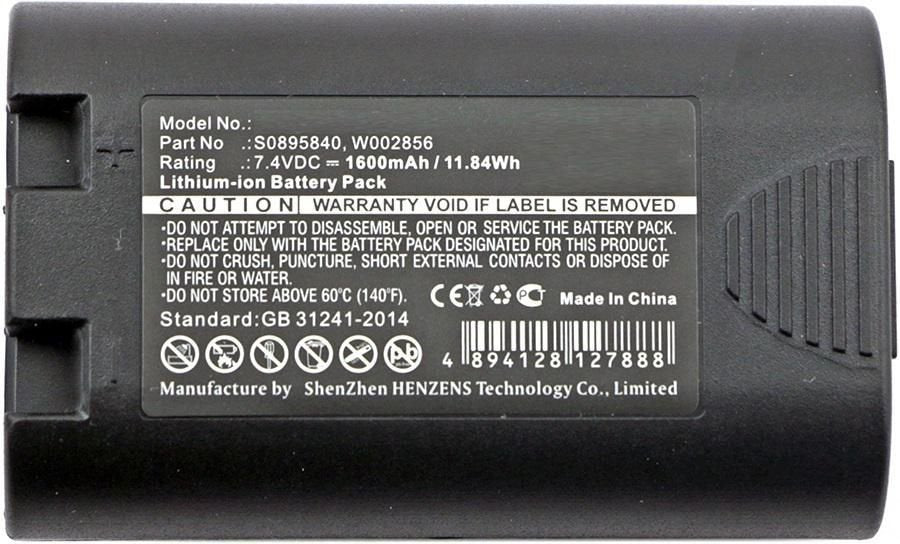 Model No.:
Part No .:S0895840, W002856
Rating .:7.4VDC ⎓ 1600mAh / 11.84Wh
Lithium-ion Battery Pack
CAUTION WARRANTY VOID IF LABEL IS REMOVED
•DO NOT ATTEMPT TO DISASSEMBLE, OPEN OR SERVICE THE BATTERY PACK.
•REPLACE ONLY WITH THE BATTERY PACK DESIGNATED FOR THIS PRODUCT.
•DO NOT CRUSH, PUNCTURE, SHORT EXTERNAL CONTACTS OR DISPOSE OF
IN FIRE OR WATER.
•DO NOT STORE ABOVE 60°C (140°F).
CE PCT Made In China
Standard:GB 31241-2014
Pb
4 894128 127888
Manufacture by ShenZhen HENZENS Technology Co., Limited